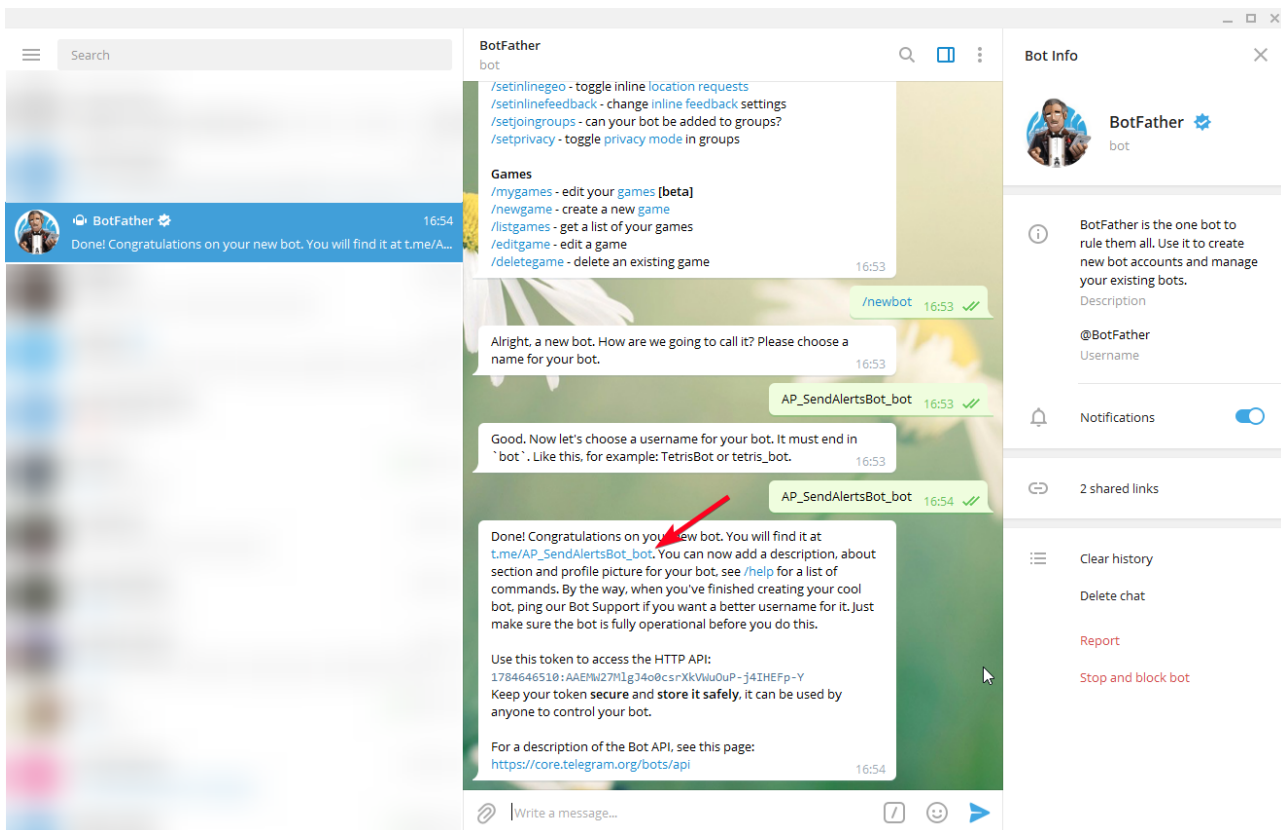 Search
BotFather
16:54
Done! Congratulations on your new bot. You will find it at t.me/A...
BotFather
bot
/setinlinegeo - toggle inline location requests
/setinlinefeedback - change inline feedback settings
/setjoingroups - can your bot be added to groups?
/setprivacy - toggle privacy mode in groups
Games
/mygames - edit your games [beta]
/newgame - create a new game
/listgames - get a list of your games
/editgame - edit a game
/deletegame - delete an existing game
16:53
/newbot 16:53
Alright, a new bot. How are we going to call it? Please choose a
name for your bot.
16:53
AP_SendAlertsBot_bot 16:53
Good. Now let's choose a username for your bot. It must end in
`bot`. Like this, for example: TetrisBot or tetris_bot.
16:53
AP_SendAlertsBot_bot 16:54
Done! Congratulations on your new bot. You will find it at
t.me/AP_SendAlertsBot_bot. You can now add a description, about
section and profile picture for your bot, see /help for a list of
commands. By the way, when you've finished creating your cool
bot, ping our Bot Support if you want a better username for it. Just
make sure the bot is fully operational before you do this.
Use this token to access the HTTP API:
1784646510:AAEMW27MlgJ4o0csrXkVWuOuP-j4IHEFp-Y
Keep your token secure and store it safely, it can be used by
anyone to control your bot.
For a description of the Bot API, see this page:
https://core.telegram.org/bots/api
16:54
Write a message...
Bot Info
BotFather
bot
BotFather is the one bot to
rule them all. Use it to create
new bot accounts and manage
your existing bots.
Description
@BotFather
Username
Notifications
2 shared links
Clear history
Delete chat
Report
Stop and block bot